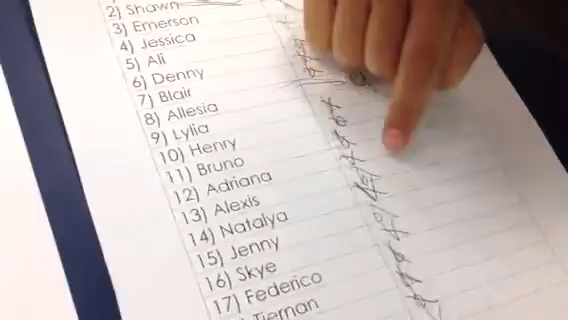 2) Shawn
3) Emerson
4) Jessica
5) Ali
6) Denny
7) Blair
8) Allesia
9) Lylia
10) Henry
11) Bruno
12) Adriana
13) Alexis
14) Natalya
15) Jenny
16) Skye
17) Federico
Tiernan